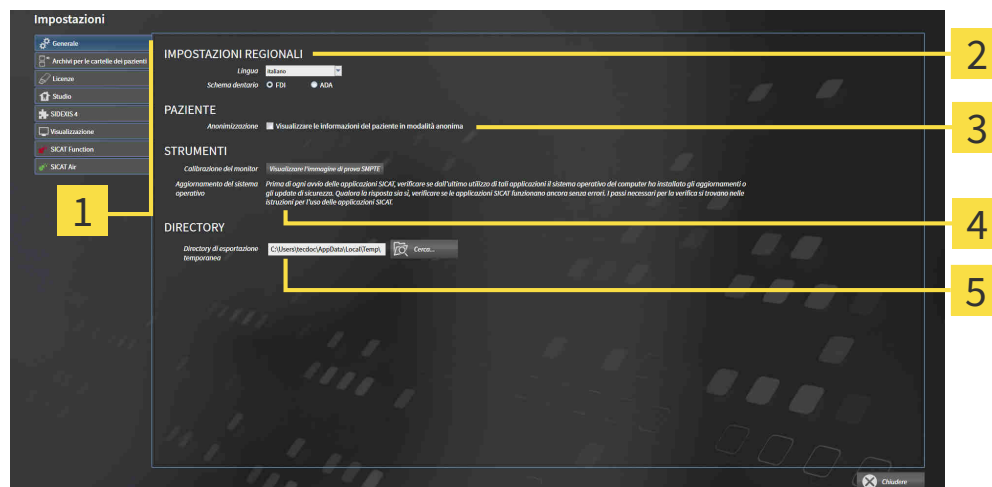 Impostazioni
Generale
Archivi per le cartelle dei pazienti
Licenze
Studio
SIDEXIS 4
Visualizzazione
SICAT Function
SICAT Air
1
IMPOSTAZIONI REGIONALI
2
Lingua Italiano
Schema dentario FDI ADA
PAZIENTE
Anonimizzazione Visualizzare le informazioni del paziente in modalità anonima
3
STRUMENTI
Calibrazione del monitor Visualizzare l'immagine di prova SMPTE
Aggiornamento del sistema operativo
Prima di ogni avvio delle applicazioni SICAT, verificare se dall'ultimo utilizzo di tali applicazioni il sistema operativo del computer ha installato gli aggiornamenti o
gli update di sicurezza. Qualora la risposta sia sì, verificare se le applicazioni SICAT funzionano ancora senza errori. I passi necessari per la verifica si trovano nelle
istruzioni per l'uso delle applicazioni SICAT.
4
DIRECTORY
Directory di esportazione temporanea
C:\Users\tecdoc\AppData\Local\Temp\ Cerca...
5
Chiudere